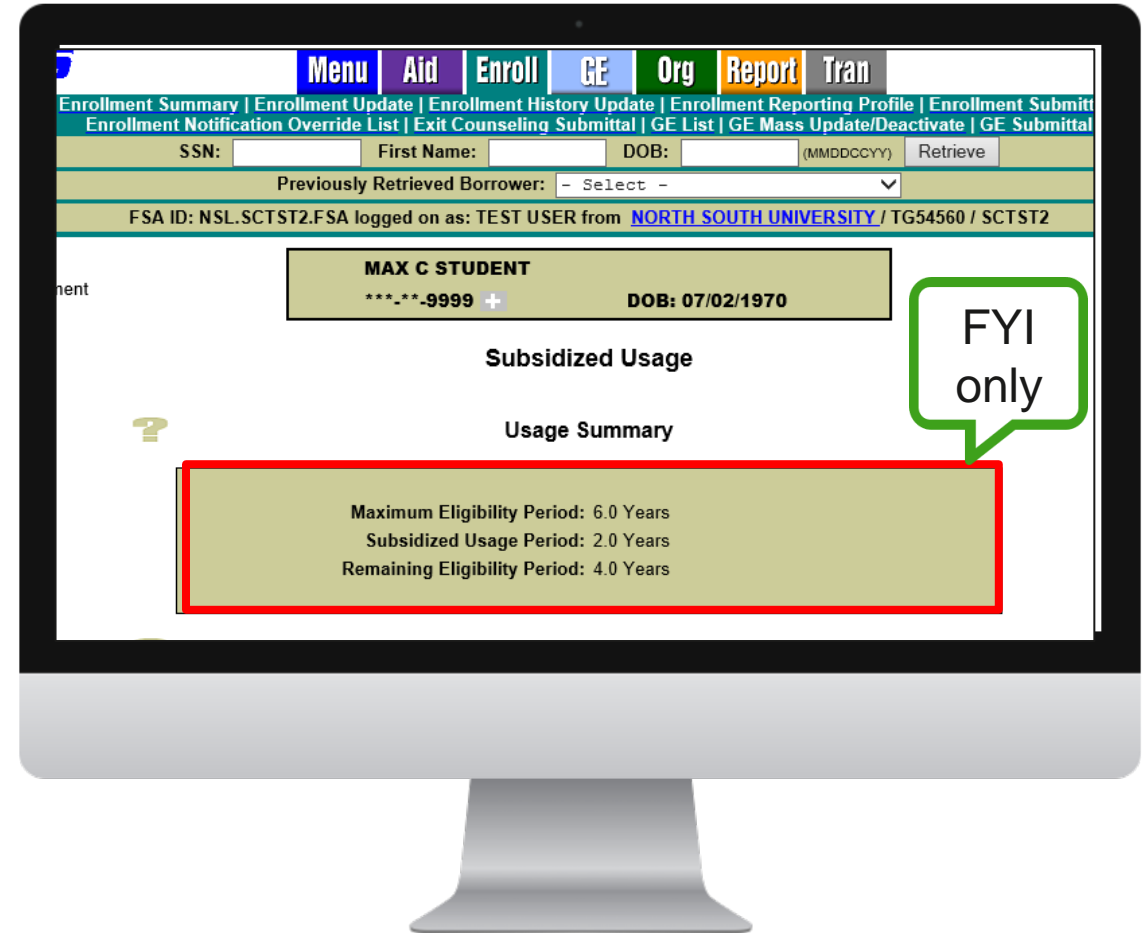 Menu Aid Enroll GE Org Report Tran
Enrollment Summary | Enrollment Update | Enrollment History Update | Enrollment Reporting Profile | Enrollment Submitt
Enrollment Notification Override List | Exit Counseling Submittal | GE List | GE Mass Update/Deactivate | GE Submittal
SSN: First Name: DOB: (MMDDCCYY) Retrieve
Previously Retrieved Borrower: - Select -
FSA ID: NSL.SCTST2.FSA logged on as: TEST USER from NORTH SOUTH UNIVERSITY / TG54560 / SCTST2
MAX C STUDENT
nent
***-**-9999 + DOB: 07/02/1970
FYI
only
Subsidized Usage
? Usage Summary
Maximum Eligibility Period: 6.0 Years
Subsidized Usage Period: 2.0 Years
Remaining Eligibility Period: 4.0 Years